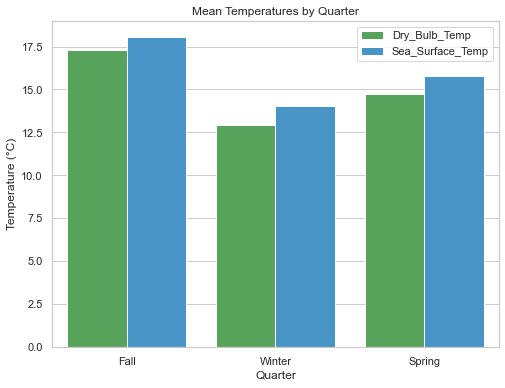 Mean Temperatures by Quarter
Dry_Bulb_Temp
Sea_Surface_Temp
Temperature (°C)
17.5
15.0
12.5
10.0
7.5
5.0
2.5
0.0
Fall
Winter
Spring
Quarter